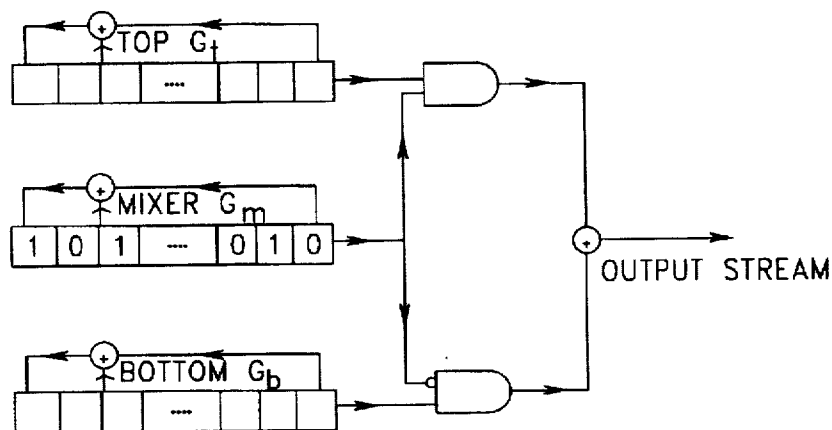 +
TOP G_t
....
+
MIXER G_m
1 0 1 .... 0 1 0
+
OUTPUT STREAM
+
BOTTOM G_b
....